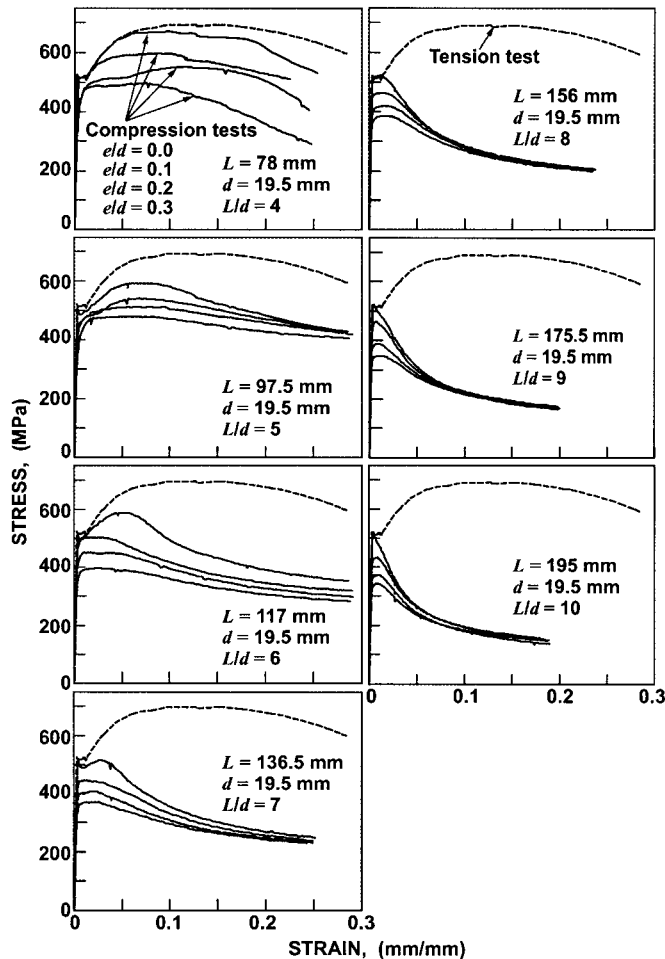 STRESS, (MPa)
600
400
200
0
Compression tests
e/d = 0.0
e/d = 0.1
e/d = 0.2
e/d = 0.3
L = 78 mm
d = 19.5 mm
L/d = 4
Tension test
L = 156 mm
d = 19.5 mm
L/d = 8
600
400
200
0
L = 97.5 mm
d = 19.5 mm
L/d = 5
L = 175.5 mm
d = 19.5 mm
L/d = 9
600
400
200
0
L = 117 mm
d = 19.5 mm
L/d = 6
L = 195 mm
d = 19.5 mm
L/d = 10
0 0.1 0.2 0.3
600
400
200
0
L = 136.5 mm
d = 19.5 mm
L/d = 7
0 0.1 0.2 0.3
STRAIN, (mm/mm)